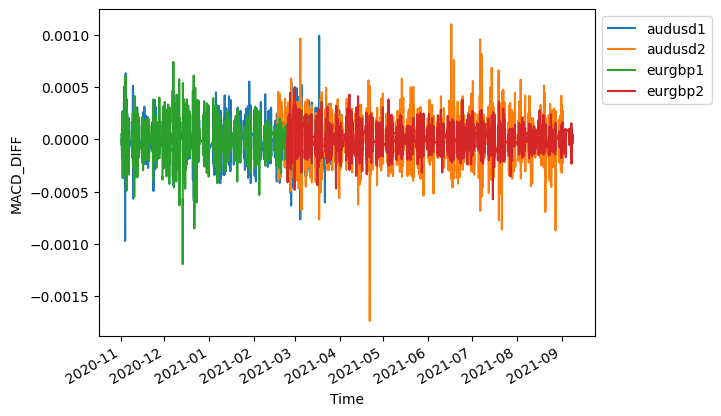 0.0010
0.0005
0.0000
−0.0005
−0.0010
−0.0015
MACD_DIFF
2020-11
2020-12
2021-01
2021-02
2021-03
2021-04
2021-05
2021-06
2021-07
2021-08
2021-09
Time
audusd1
audusd2
eurgbp1
eurgbp2